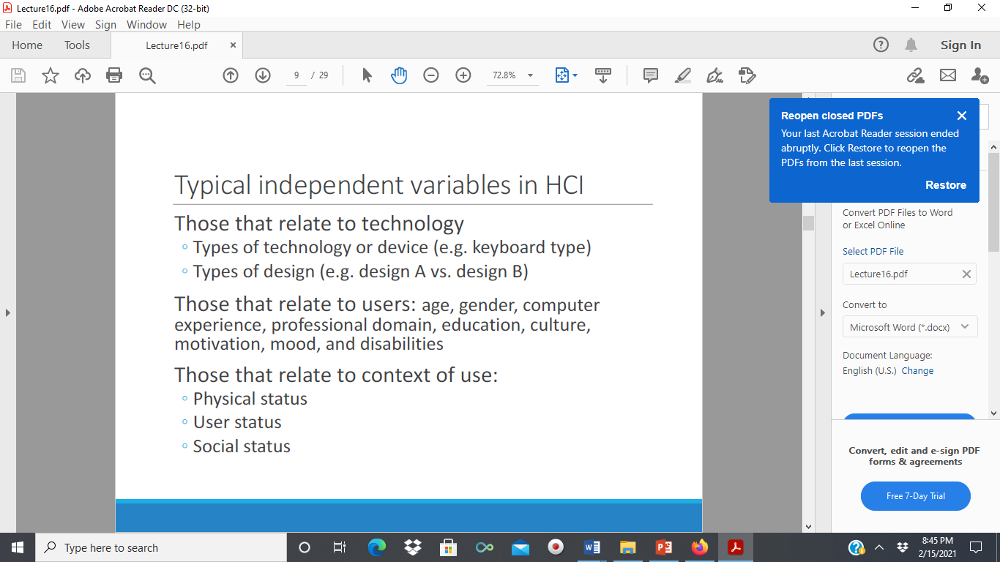 Lecture16.pdf - Adobe Acrobat Reader DC (32-bit)
File Edit View Sign Window Help
Home Tools Lecture16.pdf × Sign In
9 / 29 72.8%
Typical independent variables in HCI
Those that relate to technology
◦ Types of technology or device (e.g. keyboard type)
◦ Types of design (e.g. design A vs. design B)
Those that relate to users: age, gender, computer
experience, professional domain, education, culture,
motivation, mood, and disabilities
Those that relate to context of use:
◦ Physical status
◦ User status
◦ Social status
Reopen closed PDFs
Your last Acrobat Reader session ended
abruptly. Click Restore to reopen the
PDFs from the last session.
Restore
Convert PDF Files to Word
or Excel Online
Select PDF File
Lecture16.pdf
Convert to
Microsoft Word (*.docx)
Document Language:
English (U.S.) Change
Convert, edit and e-sign PDF
forms & agreements
Free 7-Day Trial
Type here to search
8:45 PM
2/15/2021